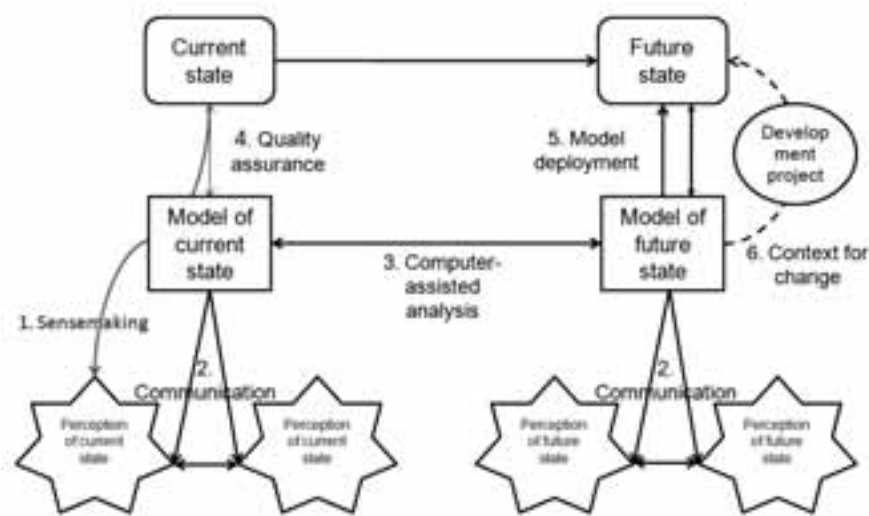 Current
state
Future
state
4. Quality
assurance
5. Model
deployment
Develop
ment
project
Model of
current
state
Model of
future
state
3. Computer-
assisted
analysis
6. Context for
change
1. Sensemaking
2.
Communication
2.
Communication
Perception
of current
state
Perception
of current
state
Perception
of future
state
Perception
of future
state